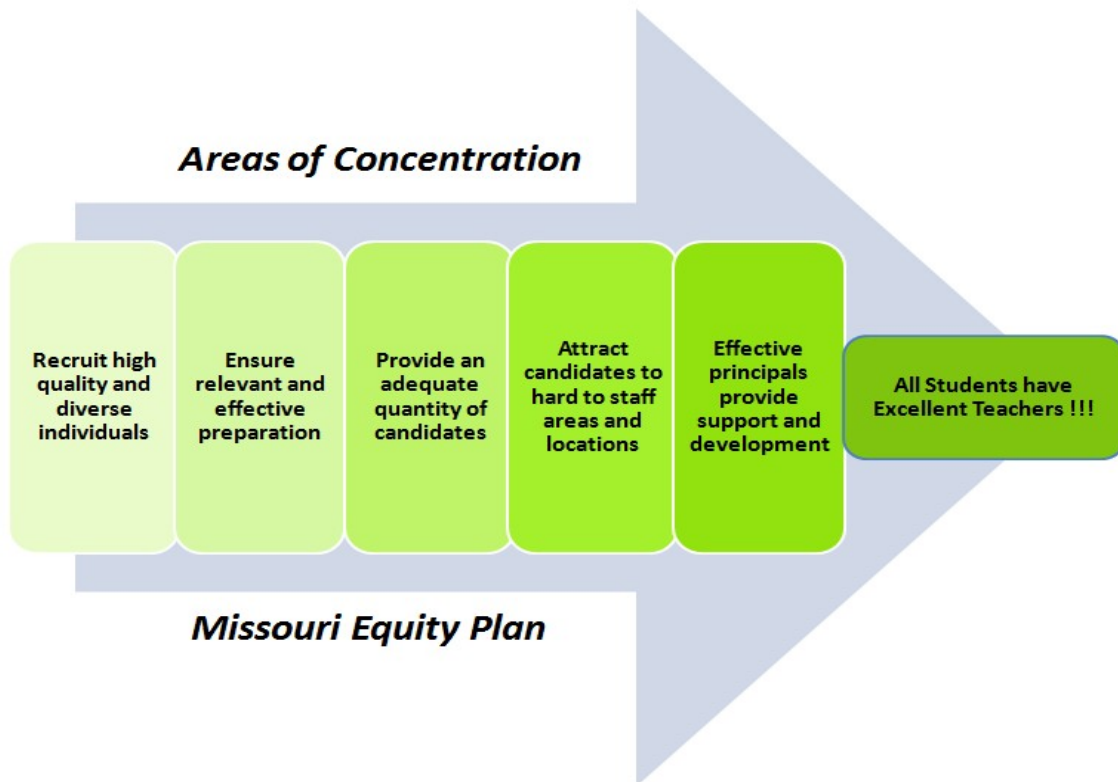 Areas of Concentration
Recruit high
quality and
diverse
individuals
Ensure
relevant and
effective
preparation
Provide an
adequate
quantity of
candidates
Attract
candidates to
hard to staff
areas and
locations
Effective
principals
provide
support and
development
All Students have
Excellent Teachers !!!
Missouri Equity Plan